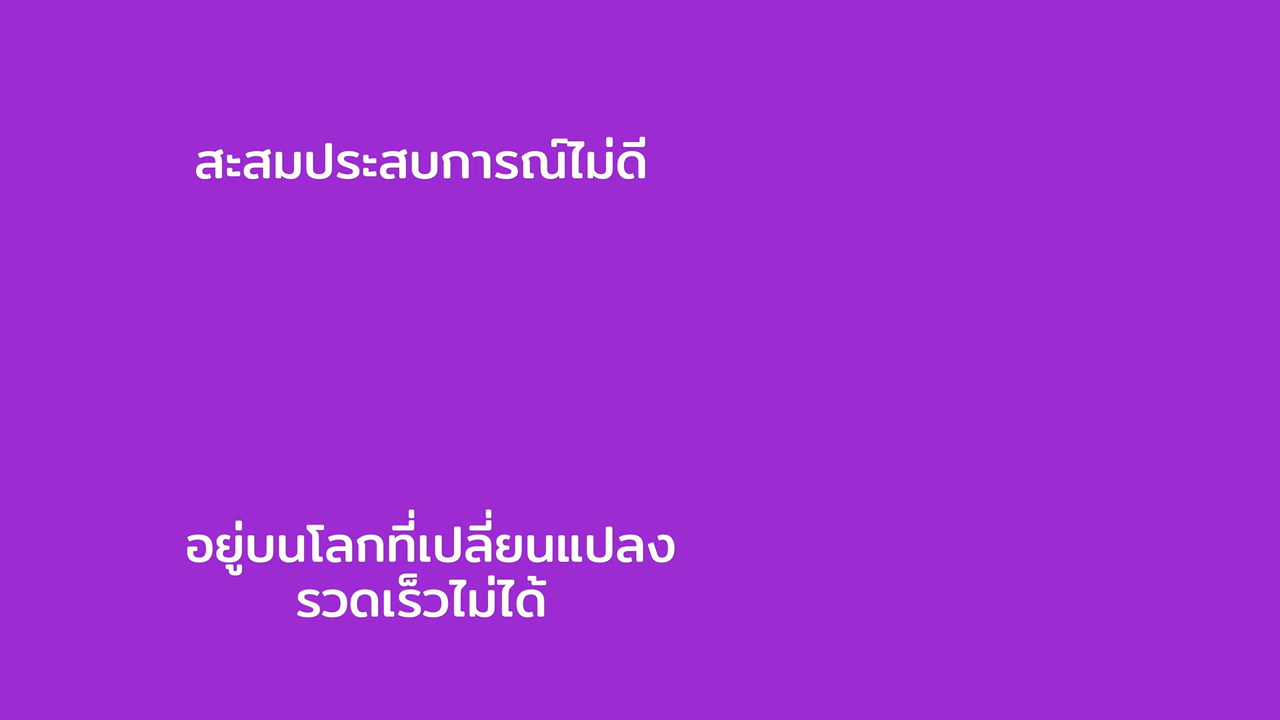 สะสมประสบการณ์ไม่ดี
อยู่บนโลกที่เปลี่ยนแปลง
รวดเร็วไม่ได้